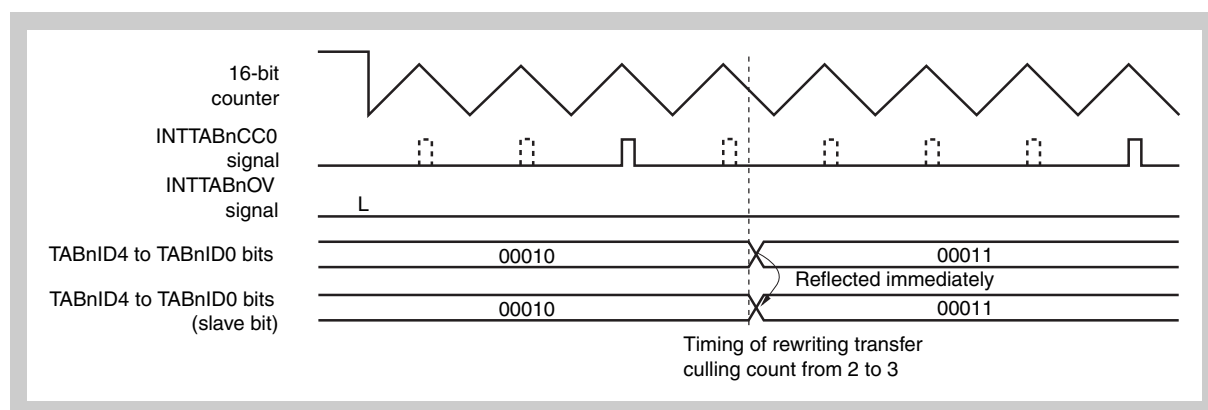 16-bit
counter
INTTABnCC0
signal
INTTABnOV
signal
L
TABnID4 to TABnID0 bits
00010
00011
Reflected immediately
TABnID4 to TABnID0 bits
(slave bit)
00010
00011
Timing of rewriting transfer
culling count from 2 to 3